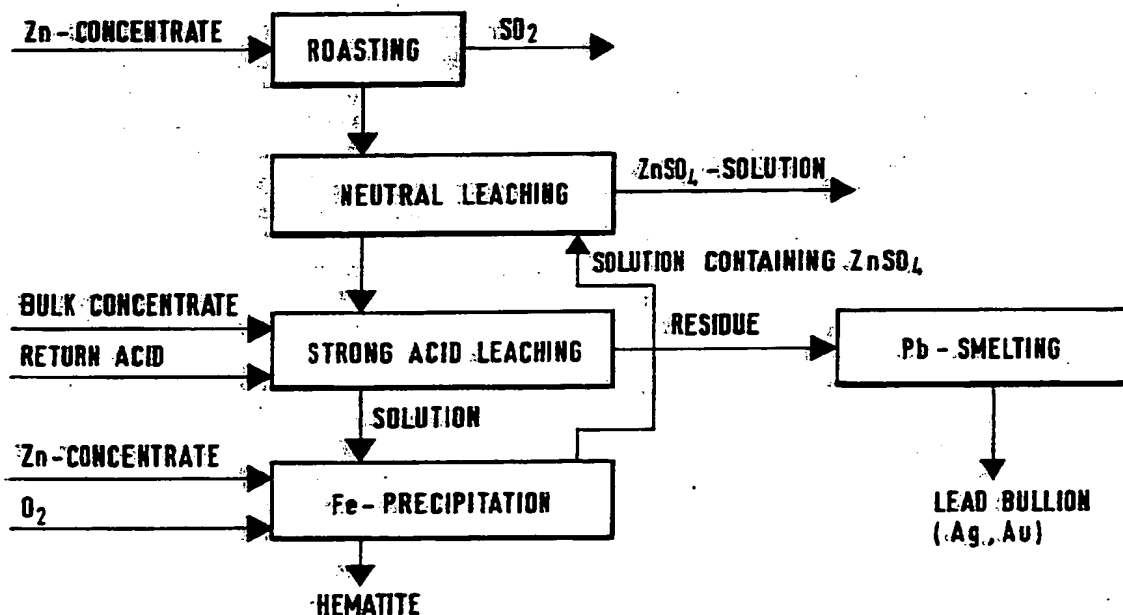 Zn-CONCENTRATE
ROASTING
SO2
NEUTRAL LEACHING
ZnSO4-SOLUTION
SOLUTION CONTAINING ZnSO4
BULK CONCENTRATE
RETURN ACID
STRONG ACID LEACHING
RESIDUE
Pb-SMELTING
SOLUTION
Zn-CONCENTRATE
O2
Fe-PRECIPITATION
LEAD BULLION
(Ag, Au)
HEMATITE